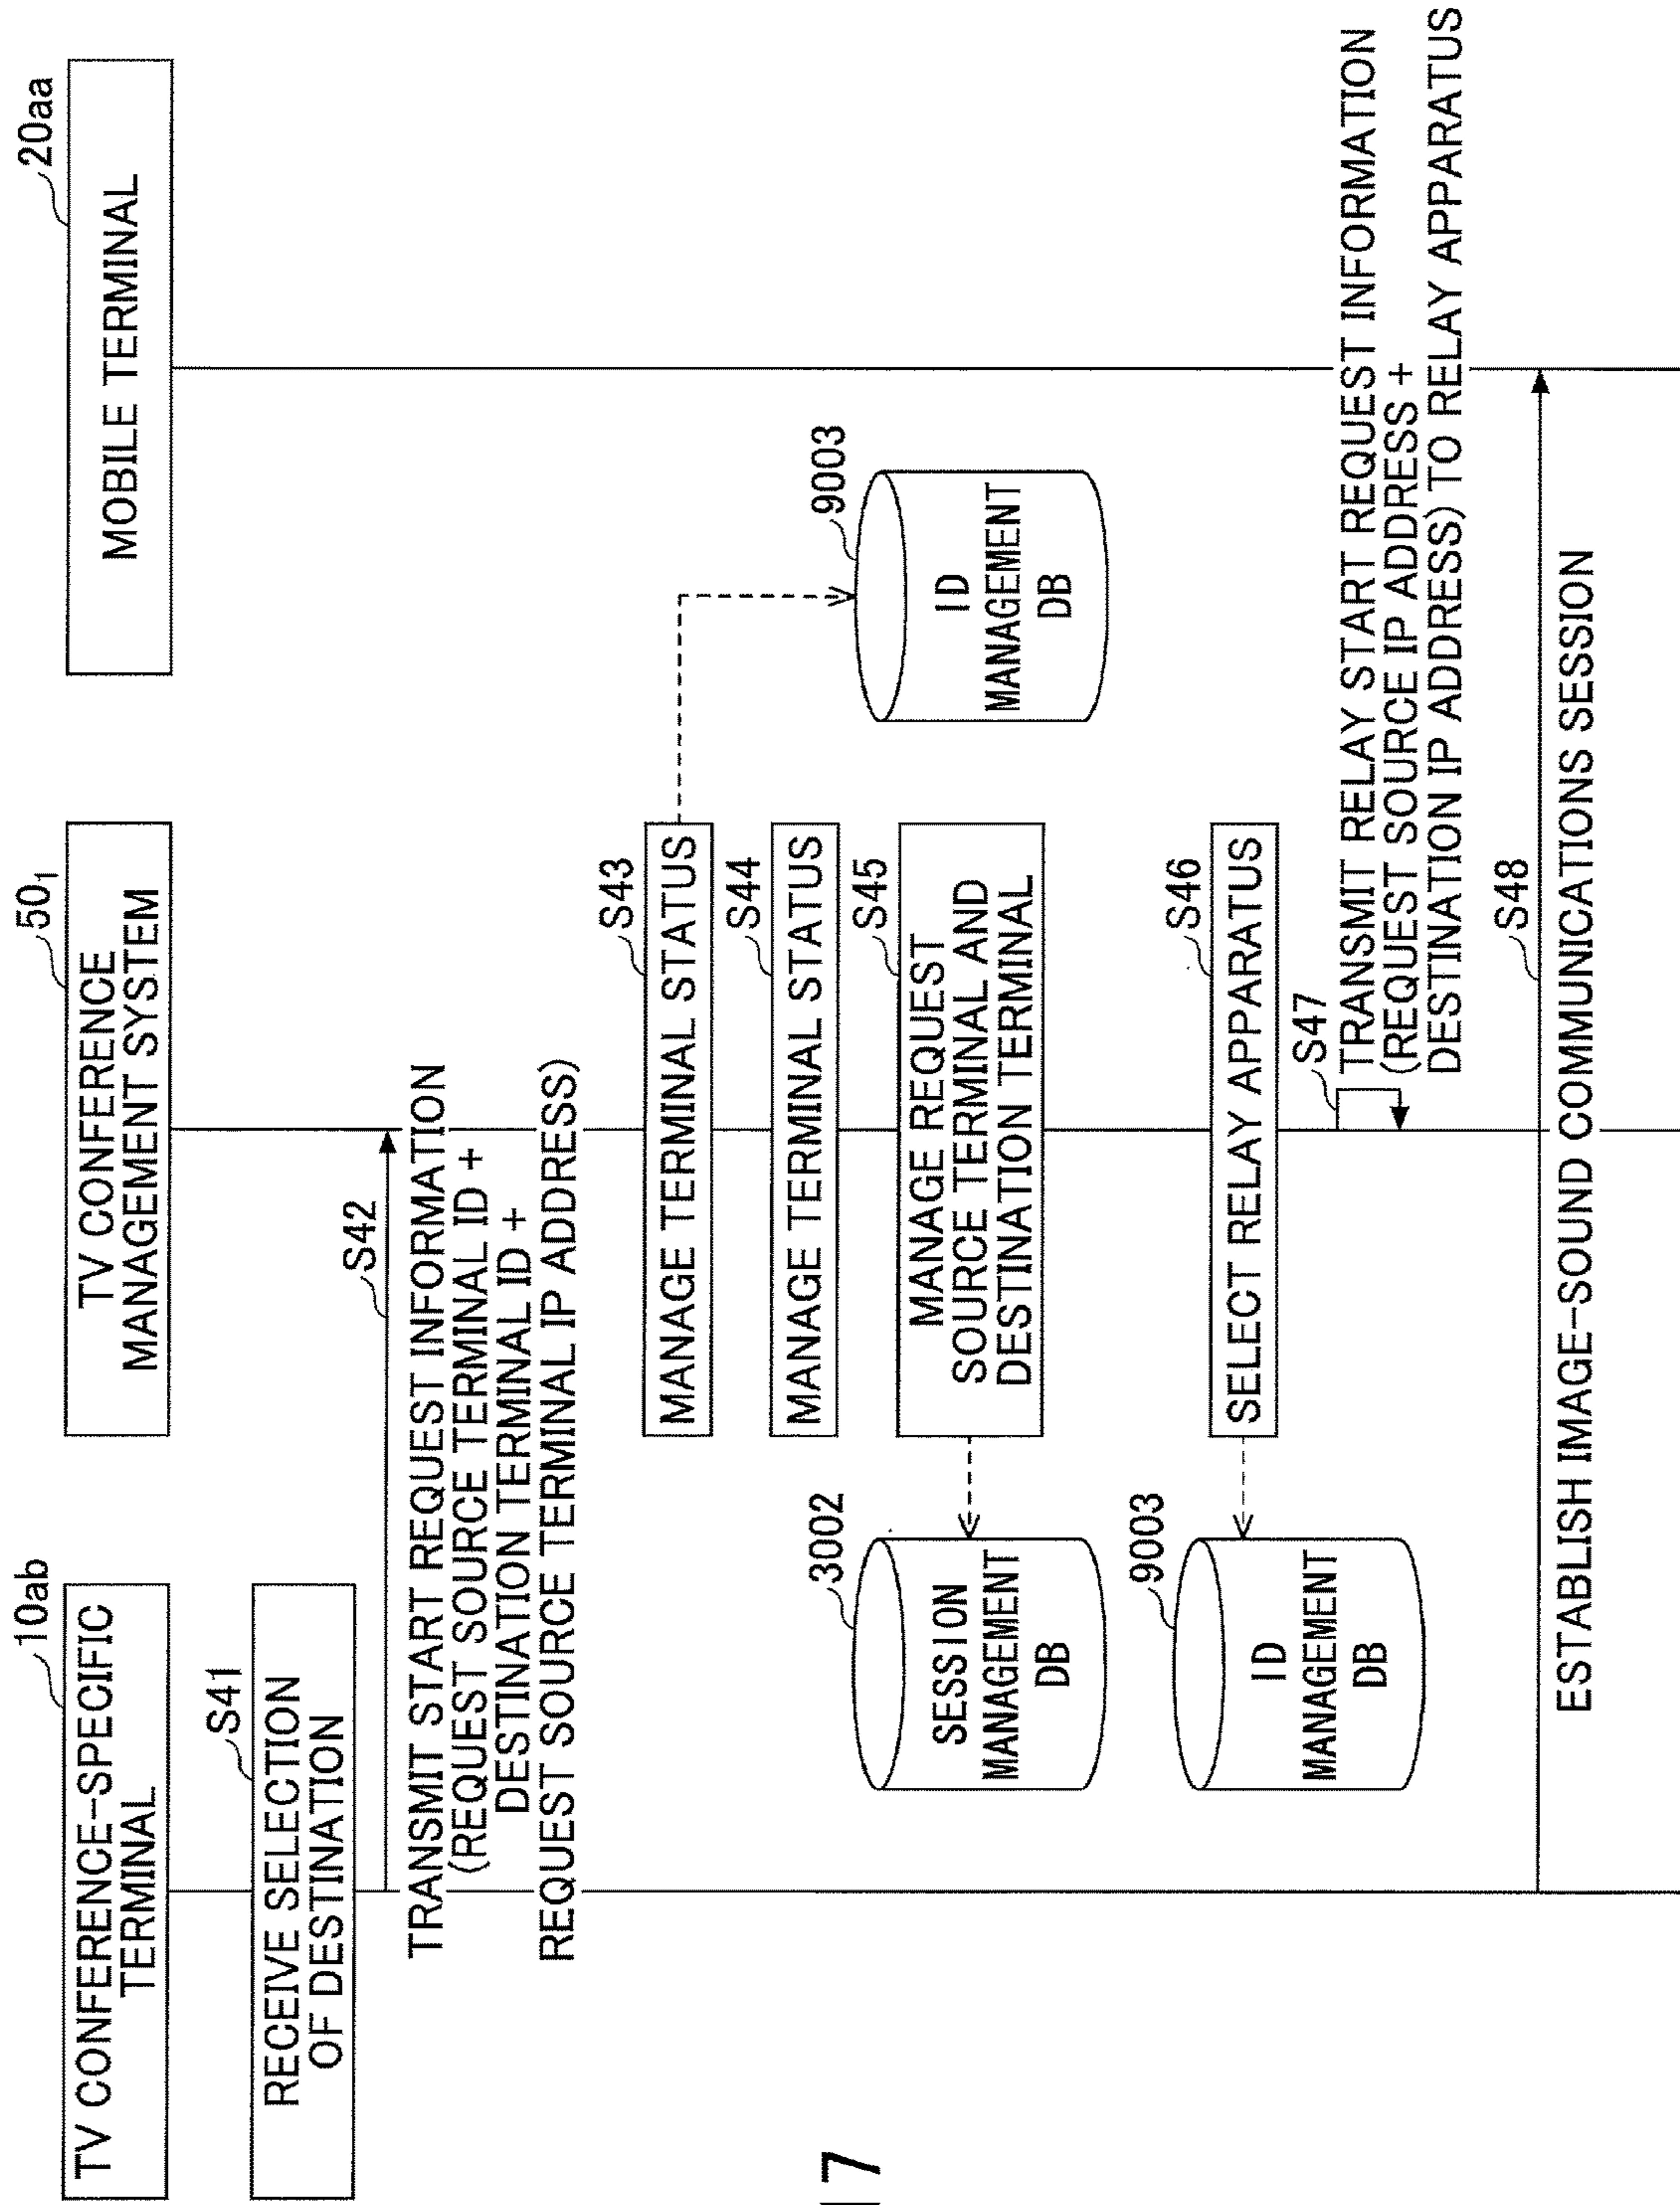 10ab
TV CONFERENCE-SPECIFIC
TERMINAL
50₁
TV CONFERENCE
MANAGEMENT SYSTEM
20aa
MOBILE TERMINAL
S41
RECEIVE SELECTION
OF DESTINATION
S42
TRANSMIT START REQUEST INFORMATION
(REQUEST SOURCE TERMINAL ID +
DESTINATION TERMINAL ID +
REQUEST SOURCE TERMINAL IP ADDRESS)
S43
MANAGE TERMINAL STATUS
9003
ID
MANAGEMENT
DB
S44
MANAGE TERMINAL STATUS
S45
MANAGE REQUEST
SOURCE TERMINAL AND
DESTINATION TERMINAL
3002
SESSION
MANAGEMENT
DB
S46
SELECT RELAY APPARATUS
9003
ID
MANAGEMENT
DB
S47
TRANSMIT RELAY START REQUEST INFORMATION
(REQUEST SOURCE IP ADDRESS +
DESTINATION IP ADDRESS) TO RELAY APPARATUS
S48
ESTABLISH IMAGE-SOUND COMMUNICATIONS SESSION